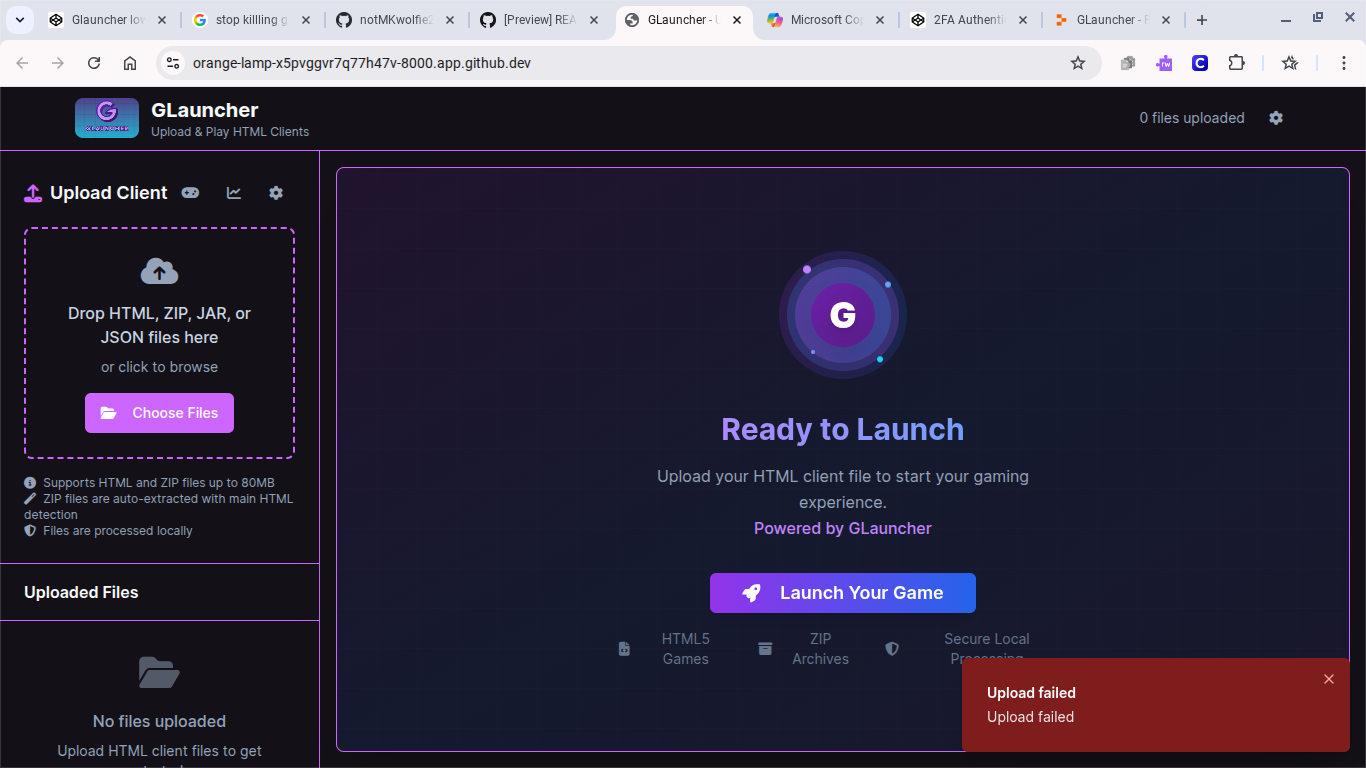 Glauncher lov
stop killling g
notMKwolfie2
[Preview] REA
GLauncher - U
Microsoft Cop
2FA Authenti
GLauncher - R
orange-lamp-x5pvggvr7q77h47v-8000.app.github.dev
GLauncher
Upload & Play HTML Clients
0 files uploaded
Upload Client
Drop HTML, ZIP, JAR, or
JSON files here
or click to browse
Choose Files
Supports HTML and ZIP files up to 80MB
ZIP files are auto-extracted with main HTML
detection
Files are processed locally
Uploaded Files
No files uploaded
Upload HTML client files to get
G
Ready to Launch
Upload your HTML client file to start your gaming
experience.
Powered by GLauncher
Launch Your Game
HTML5
Games
ZIP
Archives
Secure Local
Processing
Upload failed
Upload failed